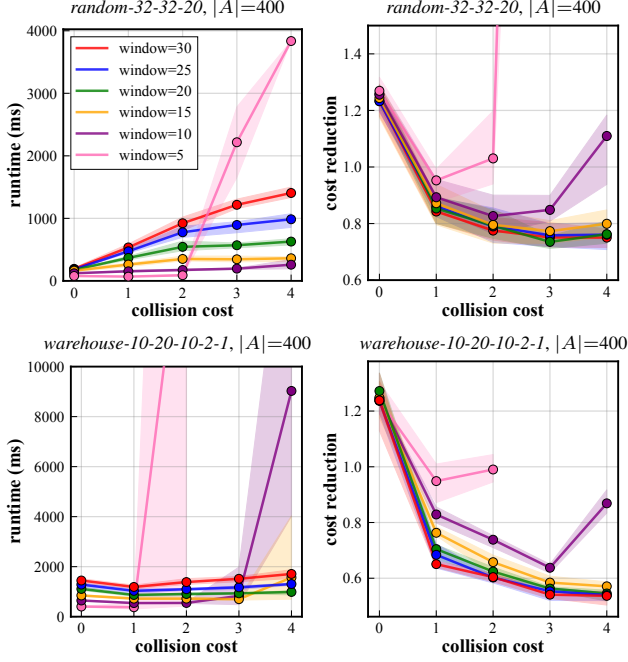 random-32-32-20, |A|=400
4000
3000
2000
1000
0
runtime (ms)
window=30
window=25
window=20
window=15
window=10
window=5
0 1 2 3 4
collision cost
random-32-32-20, |A|=400
1.4
1.2
1.0
0.8
0.6
cost reduction
0 1 2 3 4
collision cost
warehouse-10-20-10-2-1, |A|=400
10000
8000
6000
4000
2000
0
runtime (ms)
0 1 2 3 4
collision cost
warehouse-10-20-10-2-1, |A|=400
1.2
1.0
0.8
0.6
cost reduction
0 1 2 3 4
collision cost